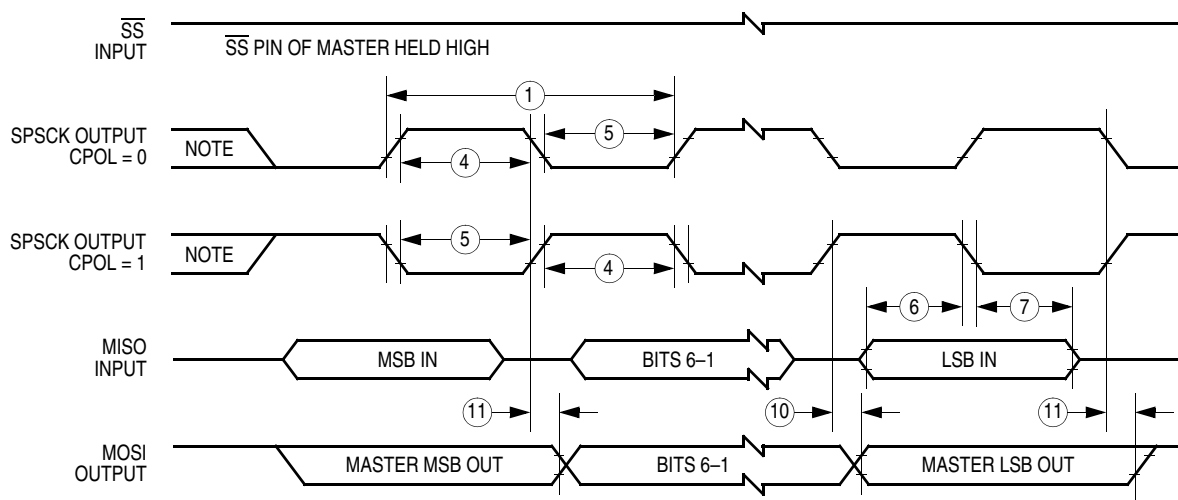 SS
INPUT
SS PIN OF MASTER HELD HIGH
1
SPSCK OUTPUT
CPOL = 0
NOTE
5
4
SPSCK OUTPUT
CPOL = 1
NOTE
5
4
6
7
MISO
INPUT
MSB IN
BITS 6–1
LSB IN
11
10
11
MOSI
OUTPUT
MASTER MSB OUT
BITS 6–1
MASTER LSB OUT